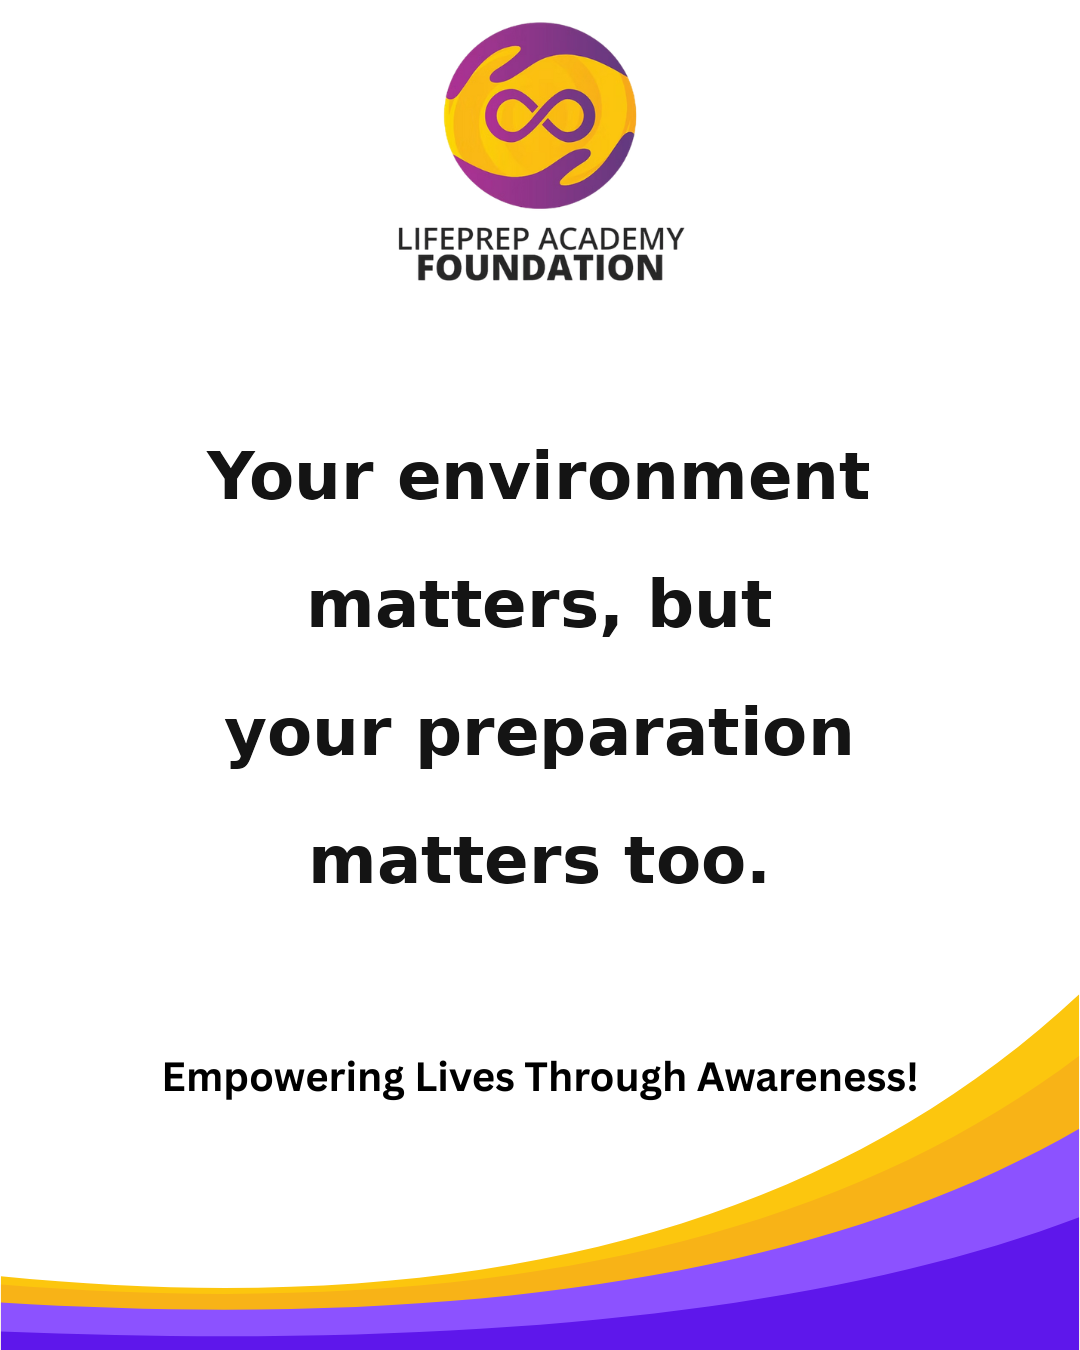 LIFEPREP ACADEMY
FOUNDATION
Your environment
matters, but
your preparation
matters too.
Empowering Lives Through Awareness!